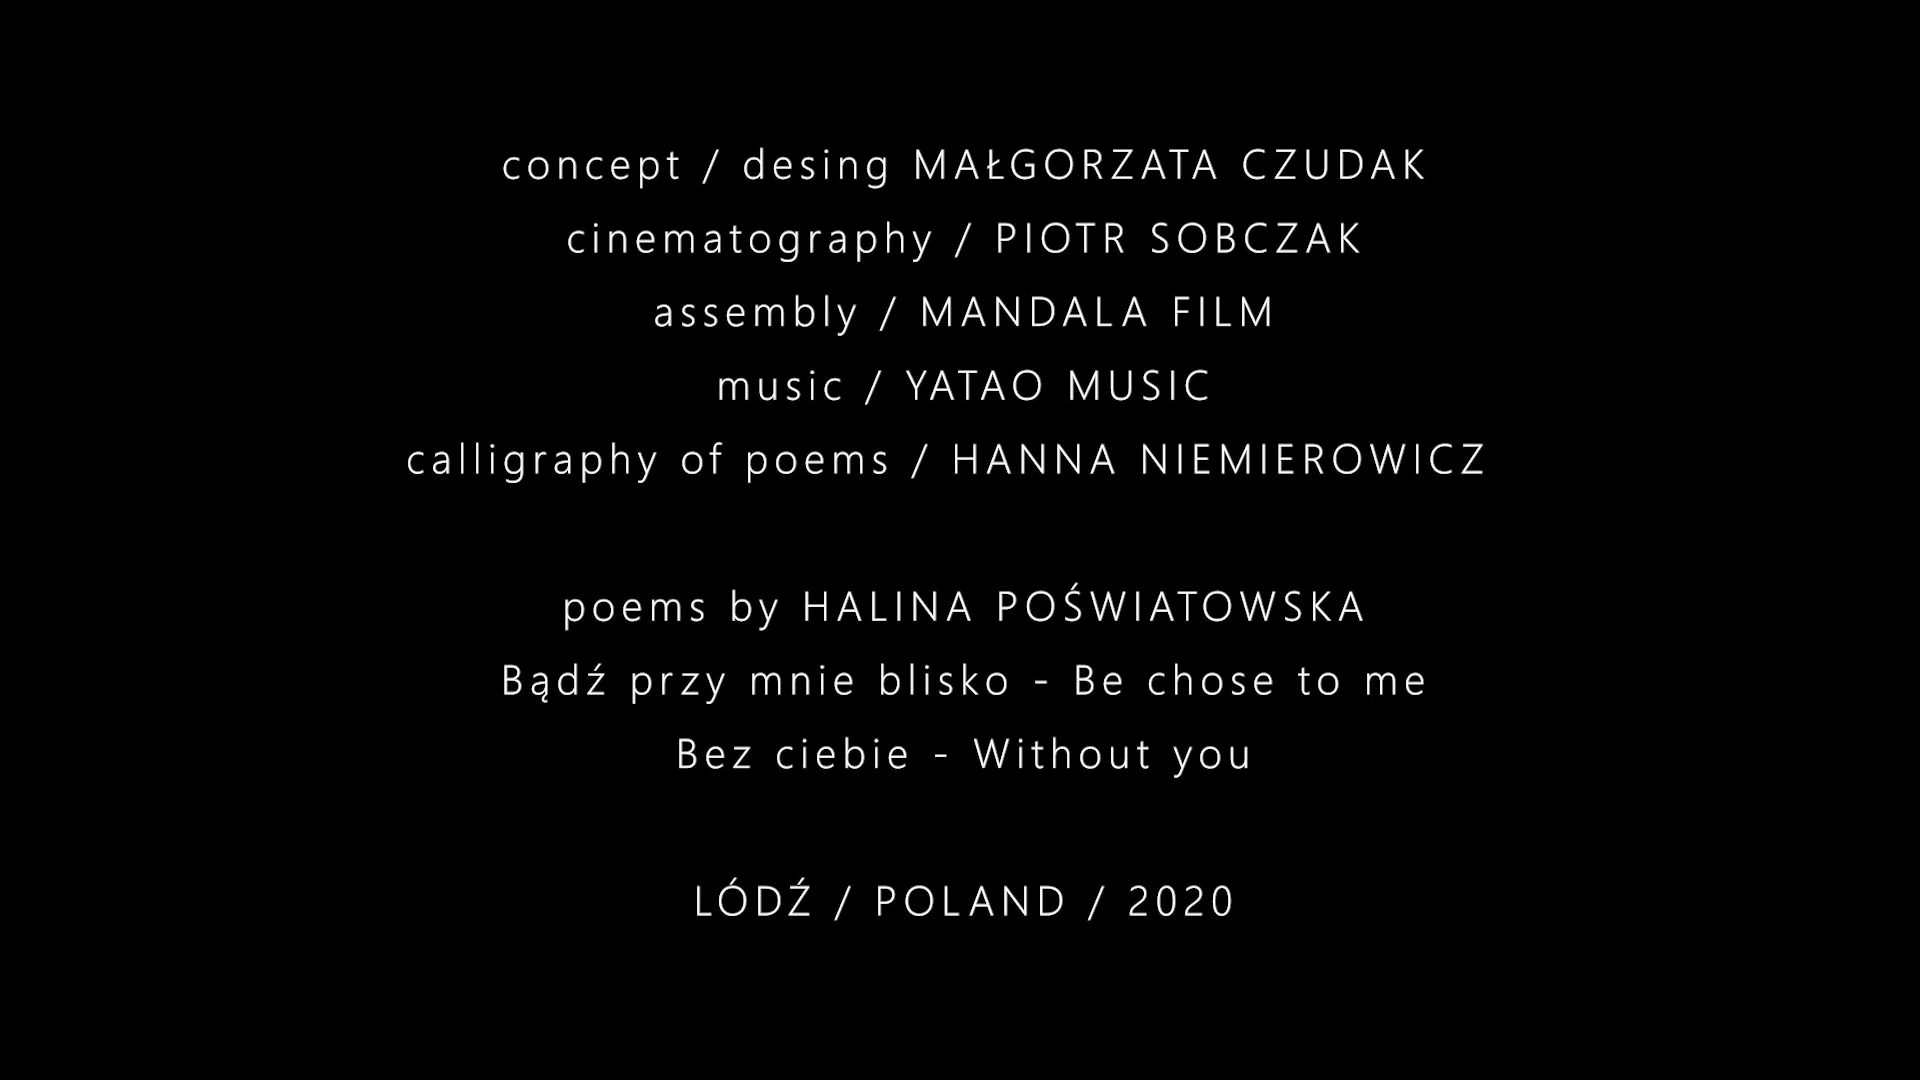 concept / desing MAŁGORZATA CZUDAK
cinematography / PIOTR SOBCZAK
assembly / MANDALA FILM
music / YATAO MUSIC
calligraphy of poems / HANNA NIEMIEROWICZ
poems by HALINA POŚWIATOWSKA
Bądź przy mnie blisko - Be chose to me
Bez ciebie - Without you
LÓDŹ / POLAND / 2020